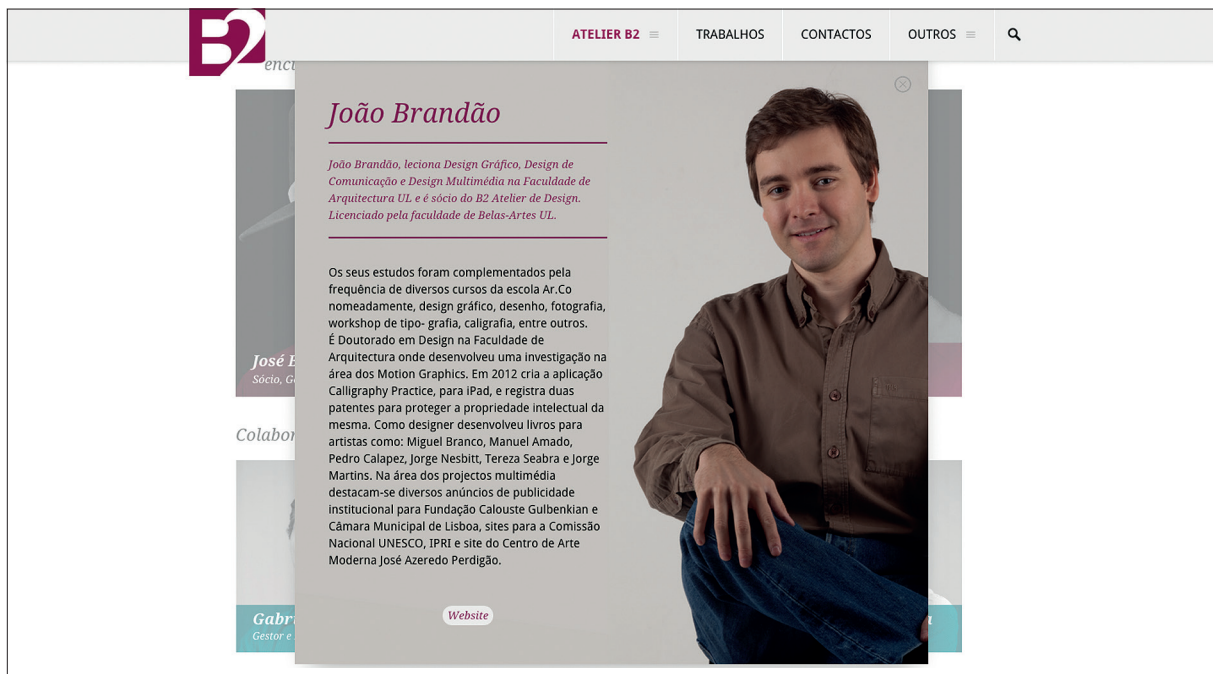 B2
ATELIER B2
TRABALHOS
CONTACTOS
OUTROS
João Brandão
João Brandão, leciona Design Gráfico, Design de
Comunicação e Design Multimédia na Faculdade de
Arquitectura UL e é sócio do B2 Atelier de Design.
Licenciado pela faculdade de Belas-Artes UL.
Os seus estudos foram complementados pela
frequência de diversos cursos da escola Ar.Co
nomeadamente, design gráfico, desenho, fotografia,
workshop de tipo- grafia, caligrafia, entre outros.
É Doutorado em Design na Faculdade de
Arquitectura onde desenvolveu uma investigação na
área dos Motion Graphics. Em 2012 cria a aplicação
Calligraphy Practice, para iPad, e registra duas
patentes para proteger a propriedade intelectual da
mesma. Como designer desenvolveu livros para
artistas como: Miguel Branco, Manuel Amado,
Pedro Calapez, Jorge Nesbitt, Tereza Seabra e Jorge
Martins. Na área dos projectos multimédia
destacam-se diversos anúncios de publicidade
institucional para Fundação Calouste Gulbenkian e
Câmara Municipal de Lisboa, sites para a Comissão
Nacional UNESCO, IPRI e site do Centro de Arte
Moderna José Azeredo Perdigão.
Website
José
Sócio,
Gestor e